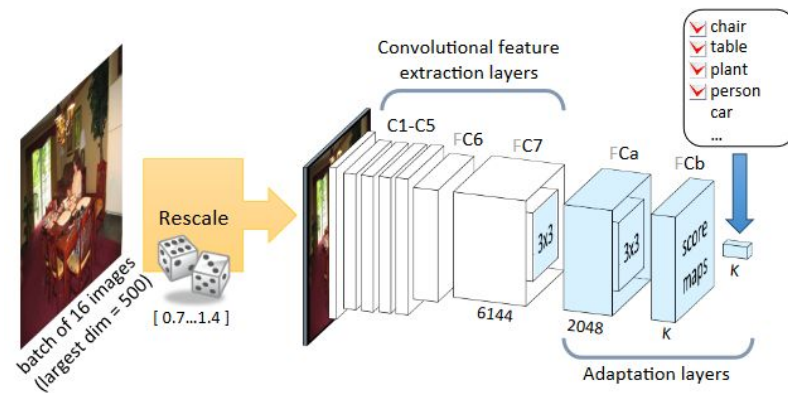 chair
table
plant
person
car
...
Convolutional feature
extraction layers
C1-C5
FC6
FC7
FCa
FCb
Rescale
[ 0.7...1.4 ]
batch of 16 images
(largest dim = 500)
3x3
3x3
score
maps
6144
2048
K
K
Adaptation layers